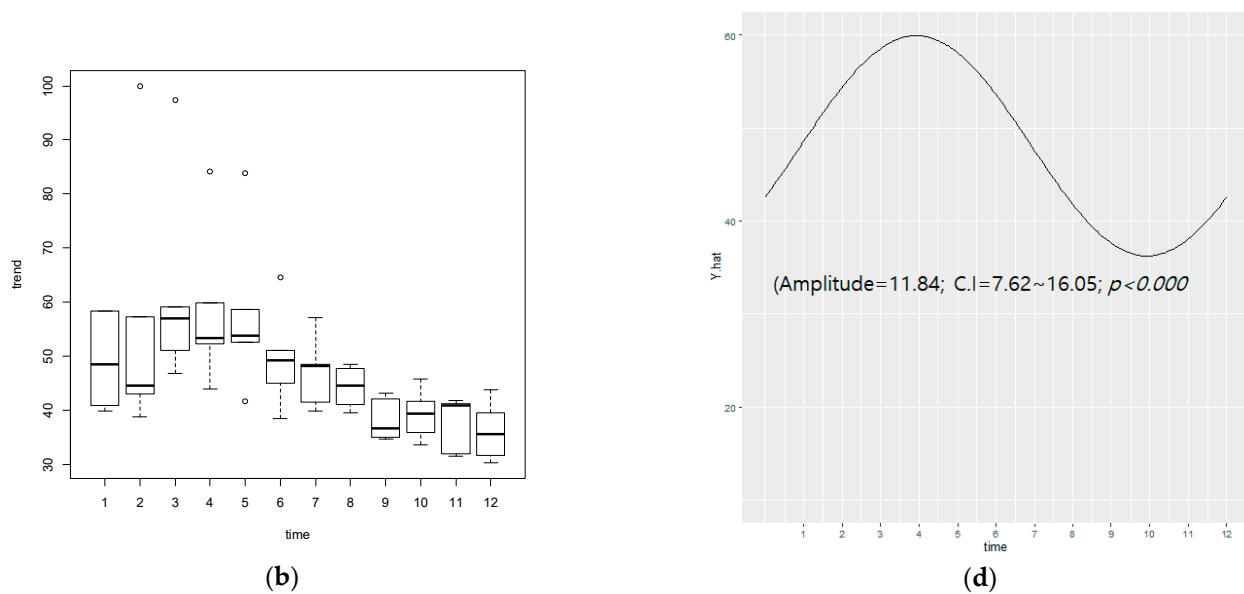 trend
100
90
80
70
60
50
40
30
1 2 3 4 5 6 7 8 9 10 11 12
time
(b)
Y.hat
60
40
20
(Amplitude=11.84; C.I=7.62~16.05; p<0.000
1 2 3 4 5 6 7 8 9 10 11 12
time
(d)